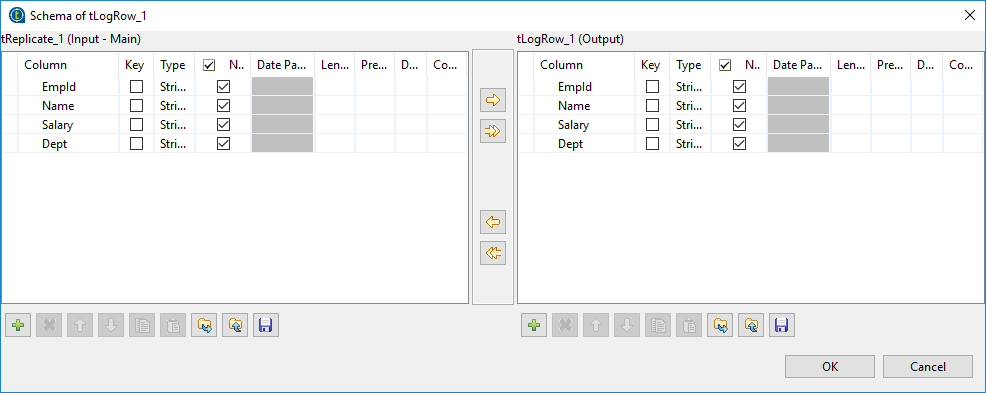 Schema of tLogRow_1
tReplicate_1 (Input - Main)
Column Key Type N.. Date Pa... Len... Pre... D... Co...
EmpId Stri...
Name Stri...
Salary Stri...
Dept Stri...
tLogRow_1 (Output)
Column Key Type N.. Date Pa... Len... Pre... D... Co...
EmpId Stri...
Name Stri...
Salary Stri...
Dept Stri...
OK Cancel